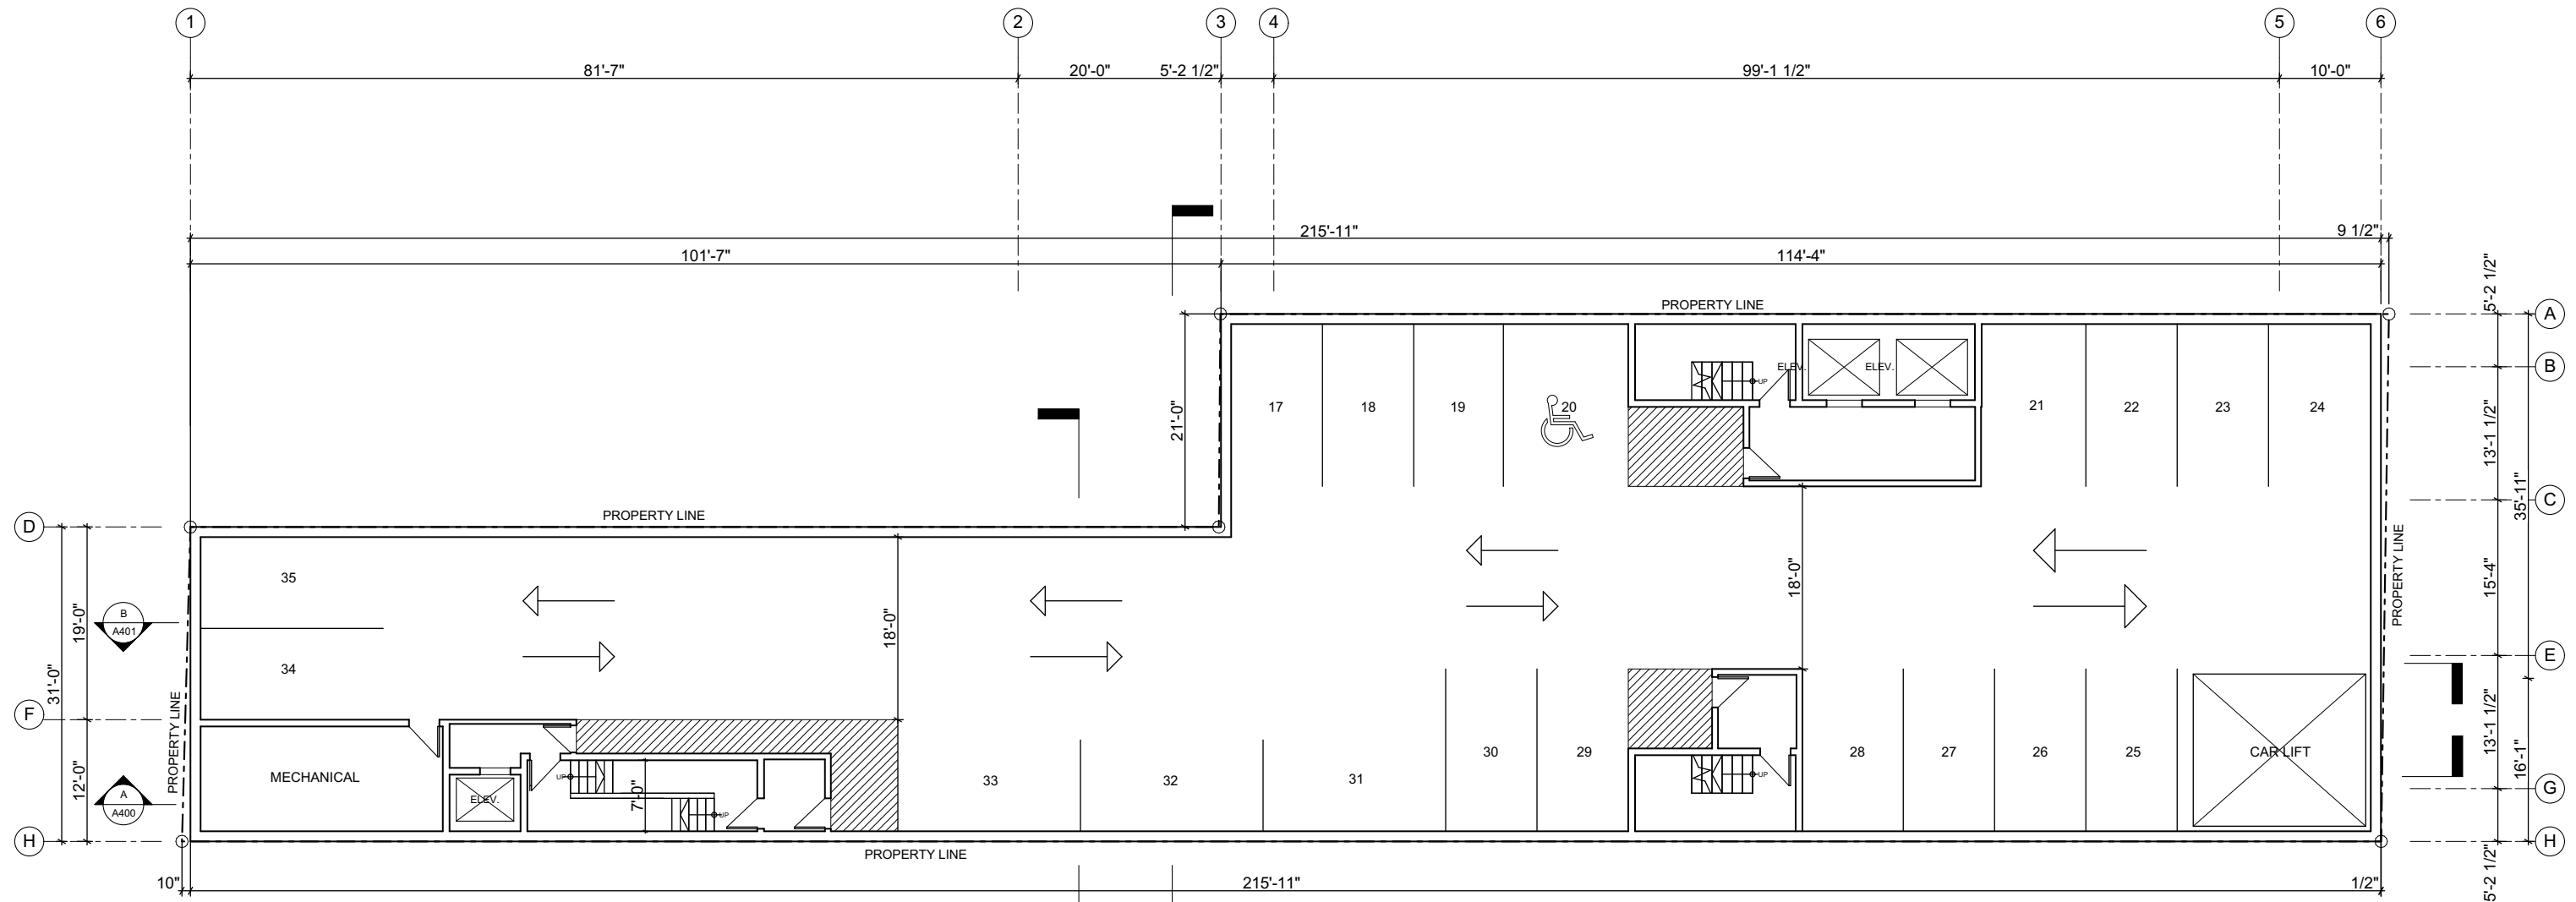 1 2 3 4 5 6
81'-7" 20'-0" 5'-2 1/2" 99'-1 1/2" 10'-0"
215'-11" 9 1/2"
101'-7" 114'-4"
5'-2 1/2"
PROPERTY LINE
A
ELEV. ELEV.
B
UP
17 18 19 20 21 22 23 24
21'-0"
13'-1 1/2"
35'-11"
C
PROPERTY LINE
D
35
B
A401
19'-0"
18'-0"
18'-0"
15'-4"
PROPERTY LINE
34
31'-0"
E
F
PROPERTY LINE
MECHANICAL
UP
ELEV.
7'-0"
UP
33 32 31 30 29
UP
28 27 26 25
CAR LIFT
13'-1 1/2"
16'-1"
12'-0"
A
A400
G
H
H
PROPERTY LINE
10" 215'-11" 1/2"
5'-2 1/2"